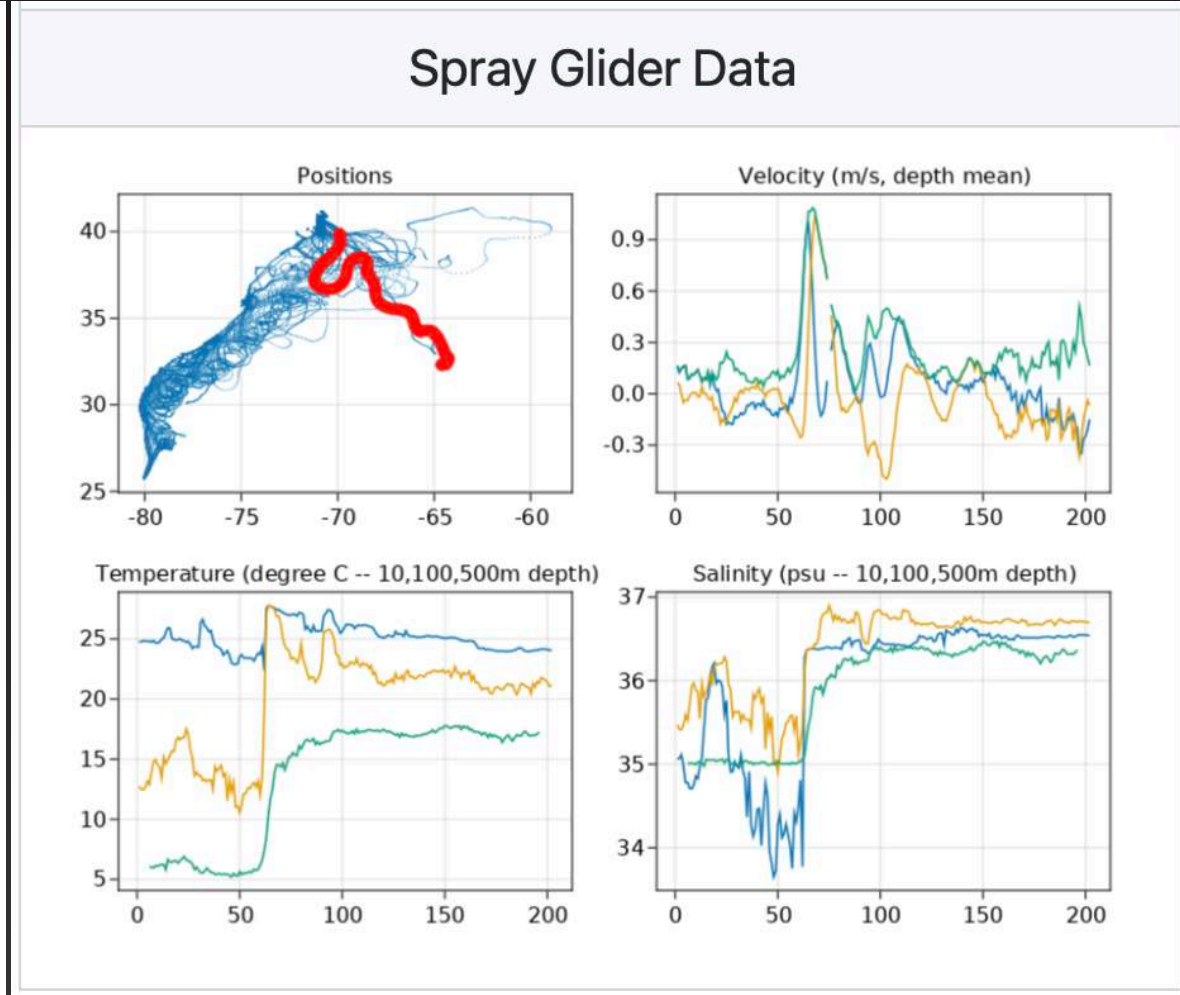 Spray Glider Data
Positions
40
35
30
25
-80 -75 -70 -65 -60
Velocity (m/s, depth mean)
0.9
0.6
0.3
0.0
-0.3
0 50 100 150 200
Temperature (degree C -- 10,100,500m depth)
25
20
15
10
5
0 50 100 150 200
Salinity (psu -- 10,100,500m depth)
37
36
35
34
0 50 100 150 200